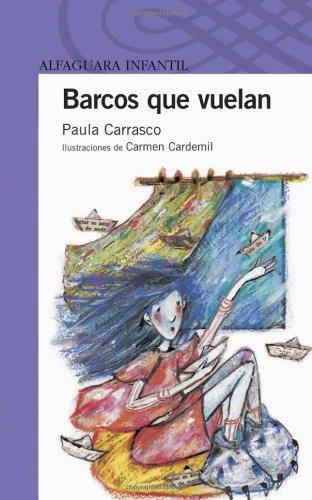 ALFAGUARA INFANTIL
Barcos que vuelan
Paula Carrasco
Ilustraciones de Carmen Cardemil